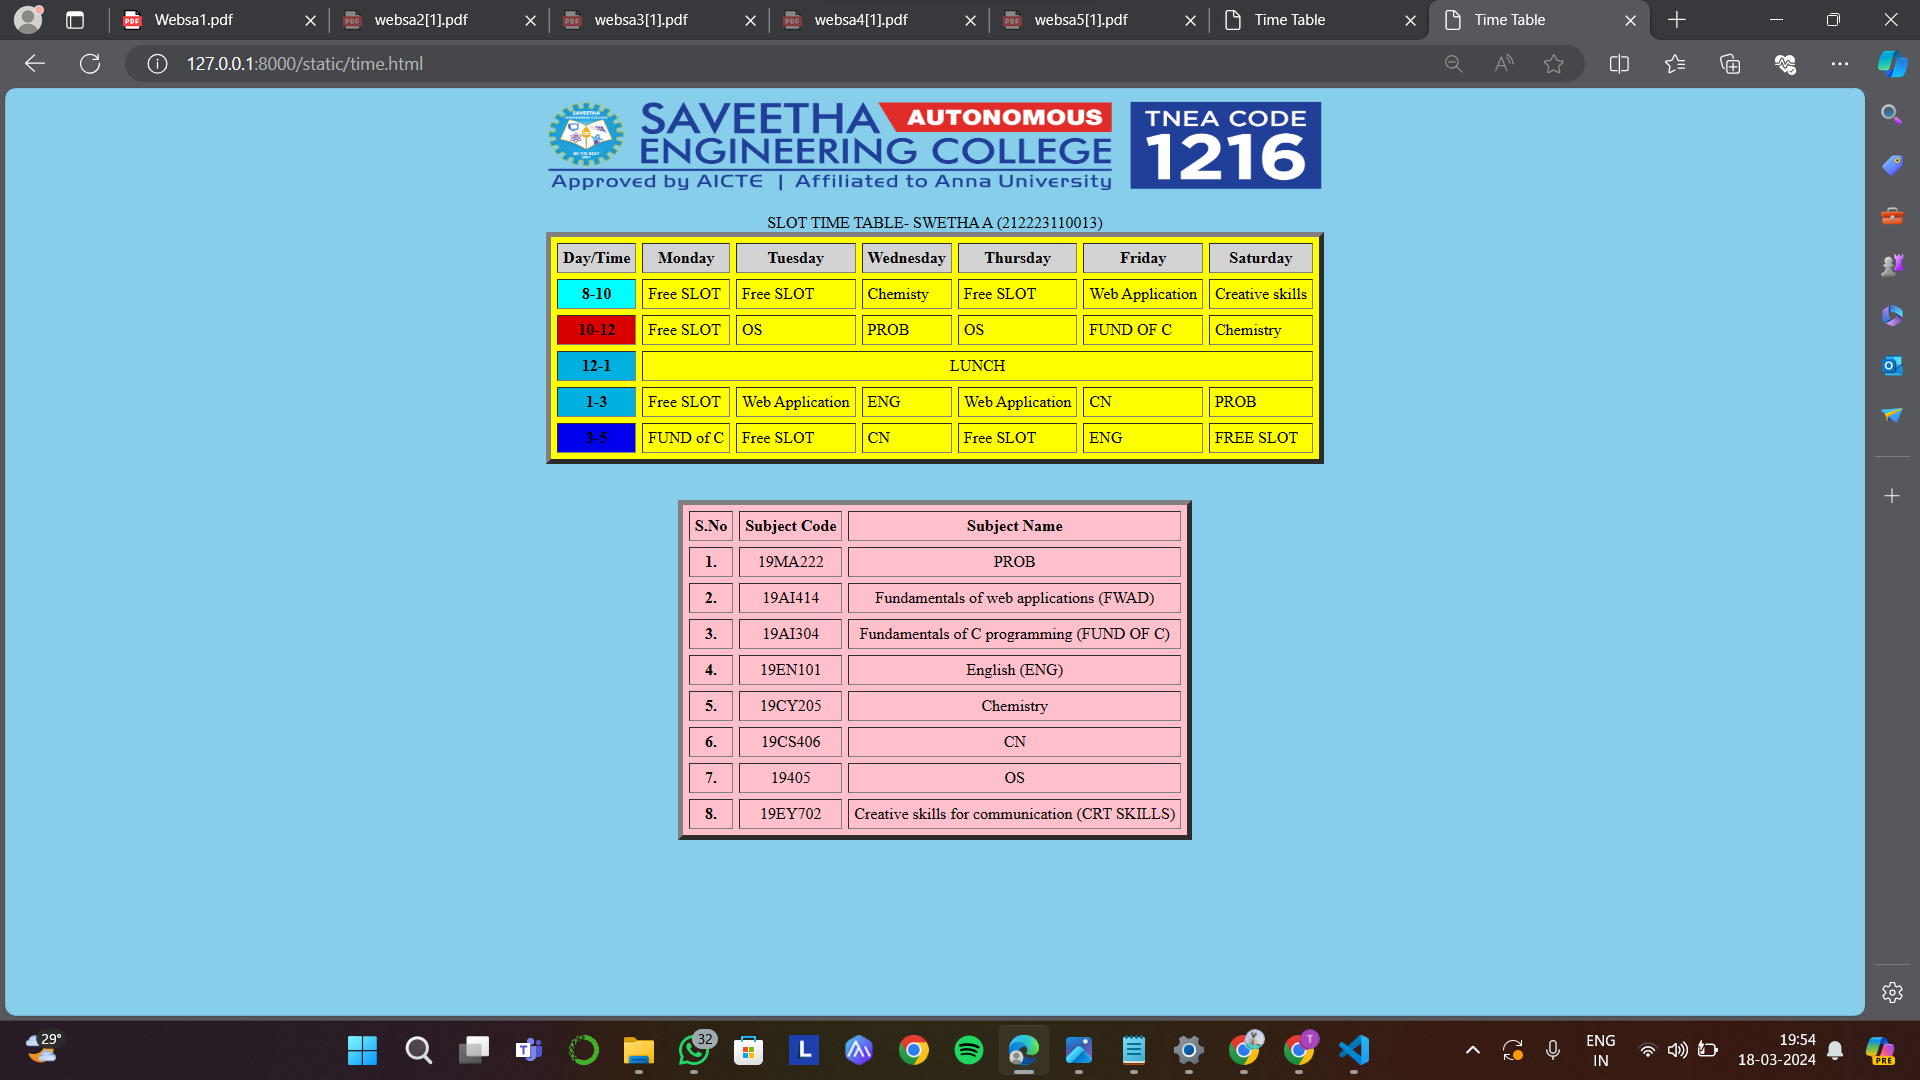 Websa1.pdf
websa2[1].pdf
websa3[1].pdf
websa4[1].pdf
websa5[1].pdf
Time Table
Time Table
127.0.0.1:8000/static/time.html
SAVEETHA AUTONOMOUS
ENGINEERING COLLEGE
Approved by AICTE | Affiliated to Anna University
TNEA CODE
1216
SLOT TIME TABLE- SWETHA A (212223110013)
Day/Time Monday Tuesday Wednesday Thursday Friday Saturday
8-10 Free SLOT Free SLOT Chemisty Free SLOT Web Application Creative skills
10-12 Free SLOT OS PROB OS FUND OF C Chemistry
12-1 LUNCH
1-3 Free SLOT Web Application ENG Web Application CN PROB
3-5 FUND of C Free SLOT CN Free SLOT ENG FREE SLOT
S.No Subject Code Subject Name
1. 19MA222 PROB
2. 19AI414 Fundamentals of web applications (FWAD)
3. 19AI304 Fundamentals of C programming (FUND OF C)
4. 19EN101 English (ENG)
5. 19CY205 Chemistry
6. 19CS406 CN
7. 19405 OS
8. 19EY702 Creative skills for communication (CRT SKILLS)
29°
32
ENG
IN
19:54
18-03-2024